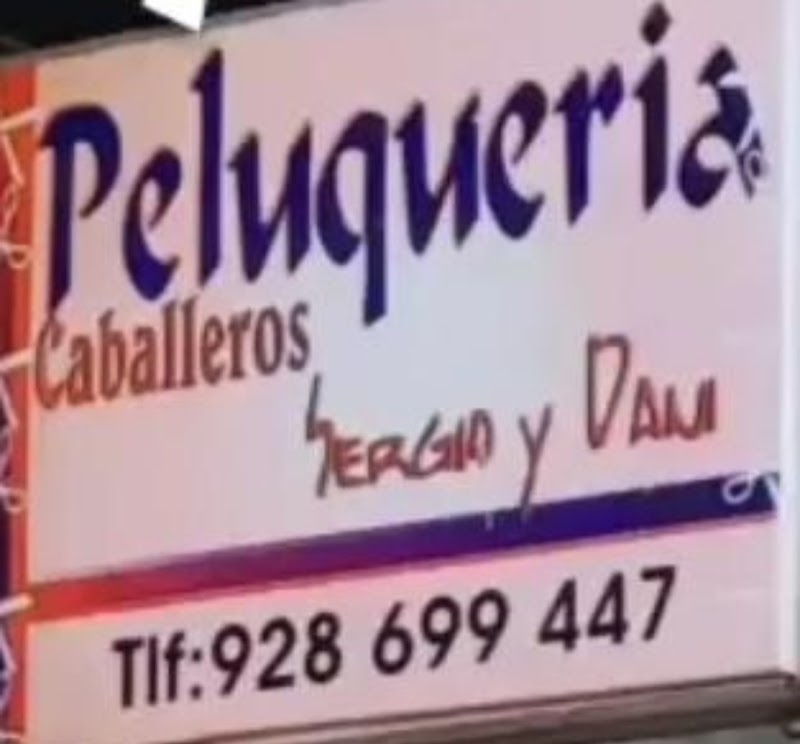 Peluqueria
Caballeros
SERGIO y DANI
Tlf:928 699 447